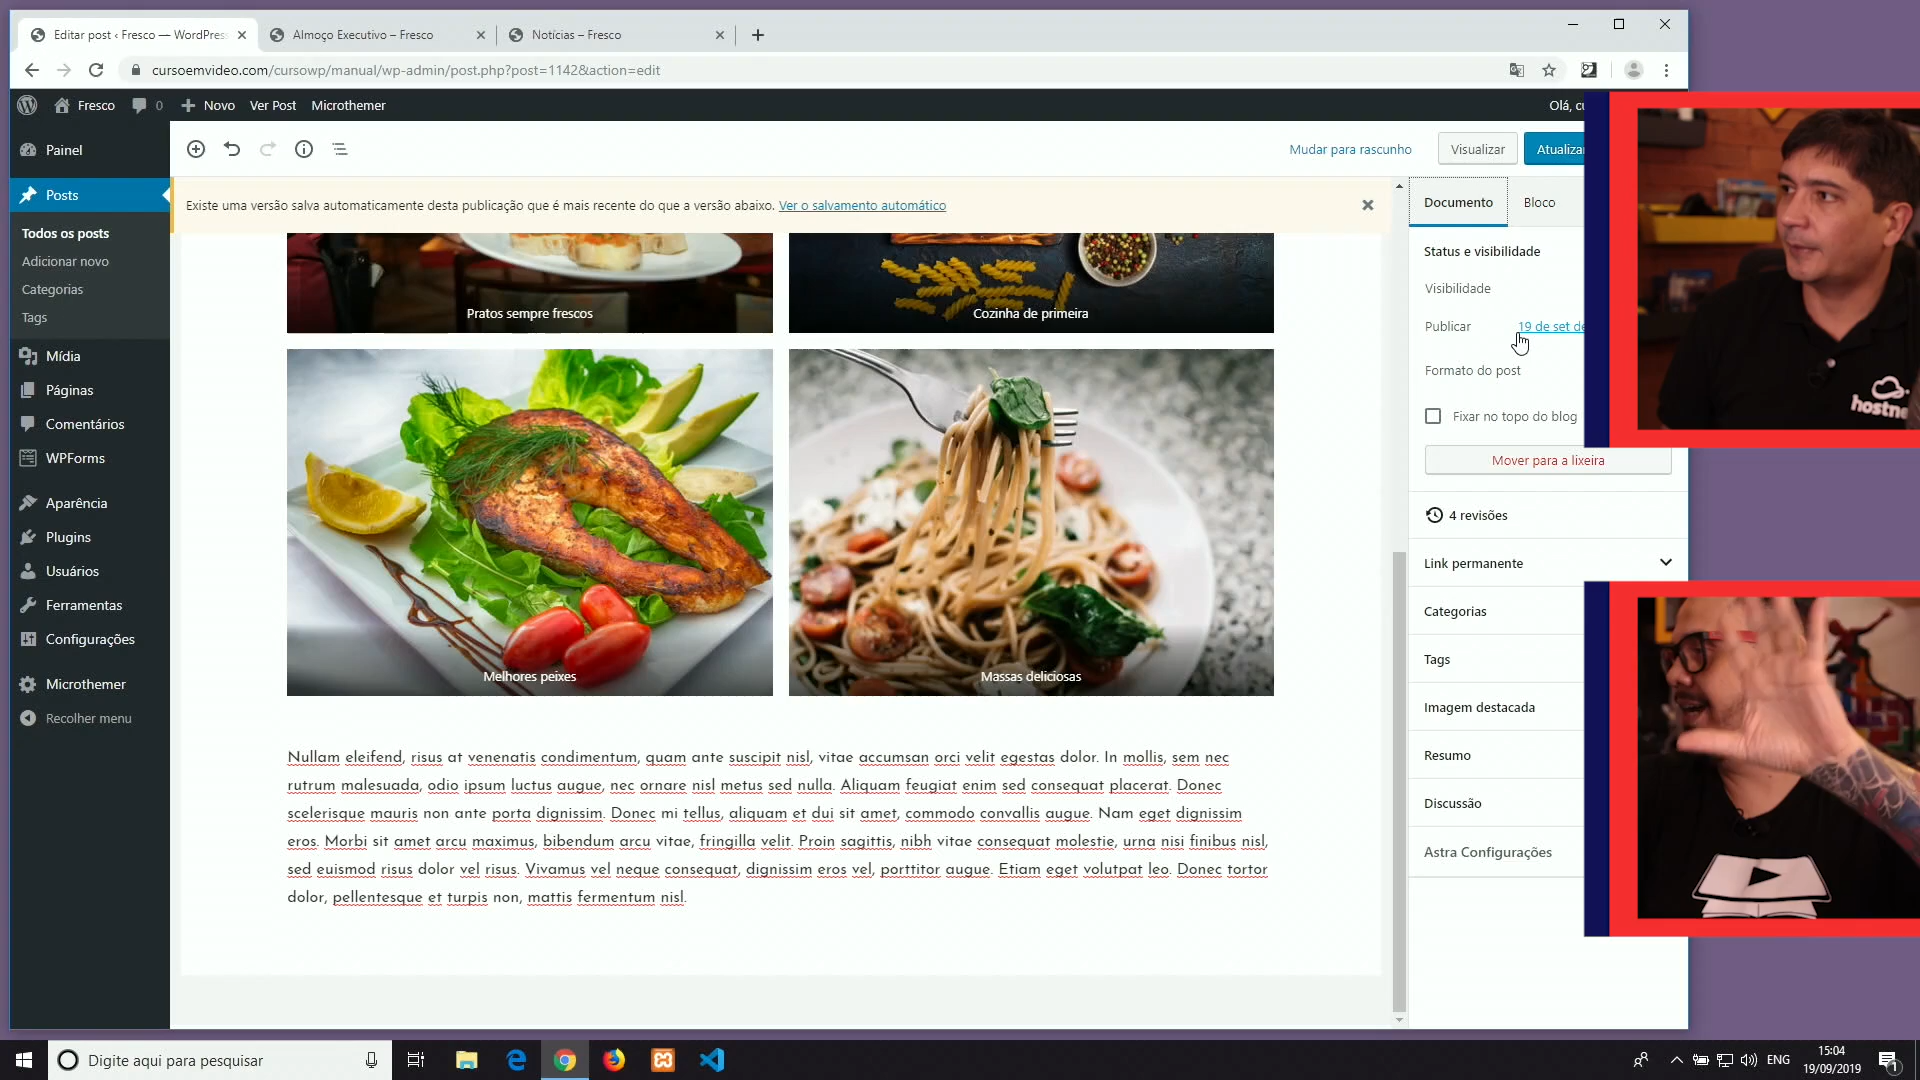 Editar post ‹ Fresco — WordPres
Almoço Executivo – Fresco
Notícias – Fresco
cursoemvideo.com/cursowp/manual/wp-admin/post.php?post=1142&action=edit
Fresco
0
Novo
Ver Post
Microthemer
Olá, cu
Painel
Posts
Todos os posts
Adicionar novo
Categorias
Tags
Mídia
Páginas
Comentários
WPForms
Aparência
Plugins
Usuários
Ferramentas
Configurações
Microthemer
Recolher menu
Mudar para rascunho
Visualizar
Atualizar
Existe uma versão salva automaticamente desta publicação que é mais recente do que a versão abaixo. Ver o salvamento automático
Pratos sempre frescos
Cozinha de primeira
Melhores peixes
Massas deliciosas
Nullam eleifend, risus at venenatis condimentum, quam ante suscipit nisl, vitae accumsan orci velit egestas dolor. In mollis, sem nec
rutrum malesuada, odio ipsum luctus augue, nec ornare nisl metus sed nulla. Aliquam feugiat enim sed consequat placerat. Donec
scelerisque mauris non ante porta dignissim. Donec mi tellus, aliquam et dui sit amet, commodo convallis augue. Nam eget dignissim
eros. Morbi sit amet arcu maximus, bibendum arcu vitae, fringilla velit. Proin sagittis, nibh vitae consequat molestie, urna nisi finibus nisl,
sed euismod risus dolor vel risus. Vivamus vel neque consequat, dignissim eros vel, porttitor augue. Etiam eget volutpat leo. Donec tortor
dolor, pellentesque et turpis non, mattis fermentum nisl.
Documento
Bloco
Status e visibilidade
Visibilidade
Publicar
19 de set de
Formato do post
Fixar no topo do blog
Mover para a lixeira
4 revisões
Link permanente
Categorias
Tags
Imagem destacada
Resumo
Discussão
Astra Configurações
hostne
Digite aqui para pesquisar
ENG
15:04
19/09/2019
1